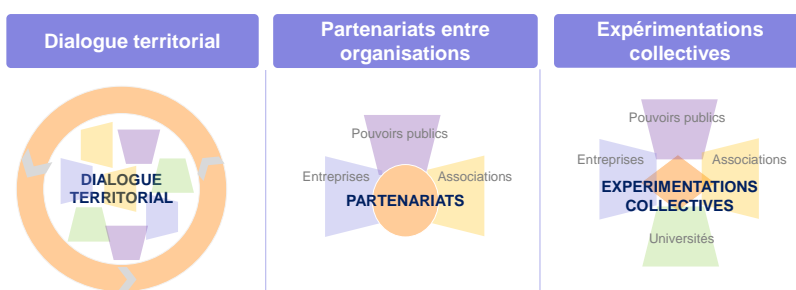 Dialogue territorial
Partenariats entre
organisations
Expérimentations
collectives
DIALOGUE
TERRITORIAL
Pouvoirs publics
Entreprises
Associations
PARTENARIATS
Pouvoirs publics
Entreprises
Associations
EXPERIMENTATIONS
COLLECTIVES
Universités